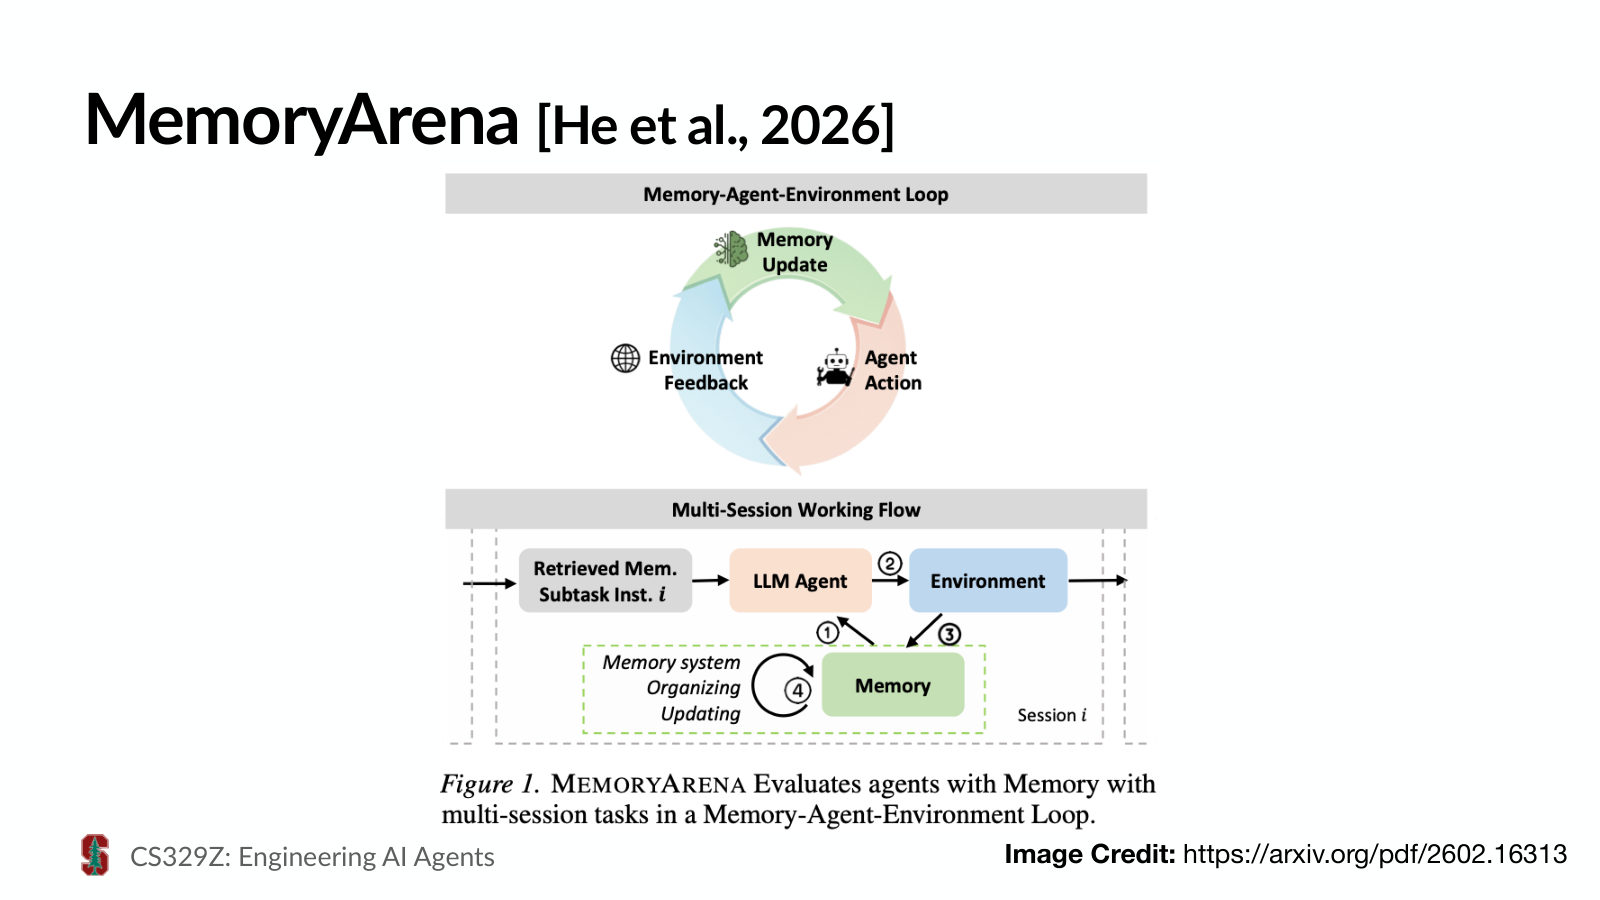 MemoryArena [He et al., 2026]
Memory-Agent-Environment Loop
Memory
Update
Environment
Feedback
Agent
Action
Multi-Session Working Flow
Retrieved Mem.
Subtask Inst. i
LLM Agent
②
Environment
①
③
Memory system
Organizing
Updating
④
Memory
Session i
Figure 1. MEMORYARENA Evaluates agents with Memory with
multi-session tasks in a Memory-Agent-Environment Loop.
CS329Z: Engineering AI Agents
Image Credit: https://arxiv.org/pdf/2602.16313